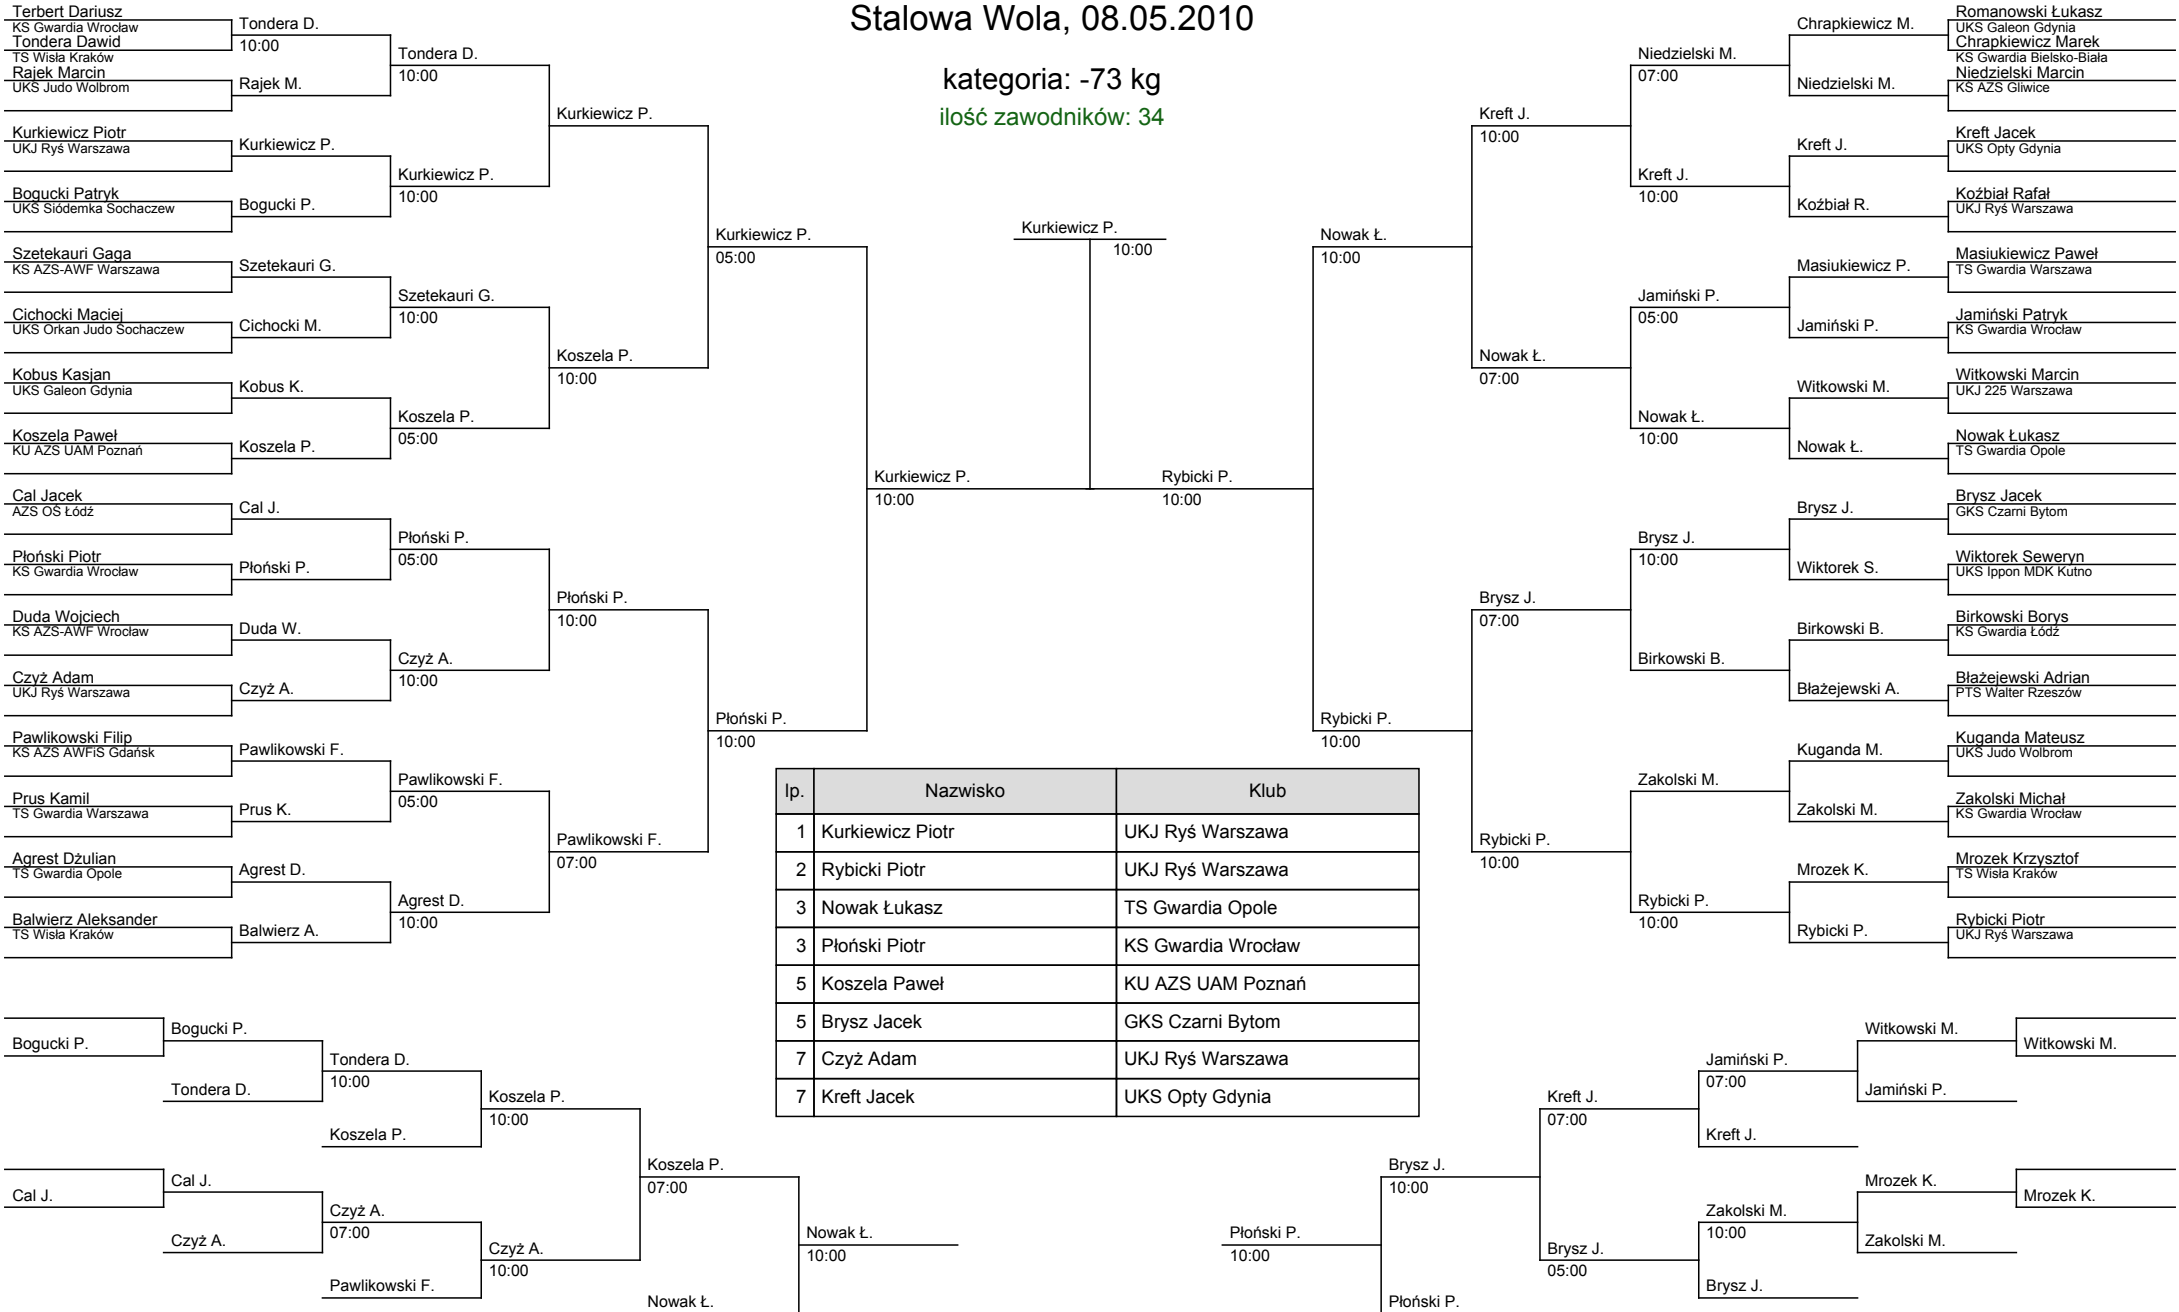 Stalowa Wola, 08.05.2010
kategoria: -73 kg
ilość zawodników: 34
Terbert Dariusz
KS Gwardia Wrocław
Tondera Dawid
TS Wisła Kraków
Rajek Marcin
UKS Judo Wolbrom
Kurkiewicz Piotr
UKJ Ryś Warszawa
Bogucki Patryk
UKS Siódemka Sochaczew
Szetekauri Gaga
KS AZS-AWF Warszawa
Cichocki Maciej
UKS Orkan Judo Sochaczew
Kobus Kasjan
UKS Galeon Gdynia
Koszela Paweł
KU AZS UAM Poznań
Cal Jacek
AZS OŚ Łódź
Płoński Piotr
KS Gwardia Wrocław
Duda Wojciech
KS AZS-AWF Wrocław
Czyż Adam
UKJ Ryś Warszawa
Pawlikowski Filip
KS AZS AWFiS Gdańsk
Prus Kamil
TS Gwardia Warszawa
Agrest Dżulian
TS Gwardia Opole
Balwierz Aleksander
TS Wisła Kraków
Tondera D.
10:00
Rajek M.
Kurkiewicz P.
Bogucki P.
Szetekauri G.
Cichocki M.
Kobus K.
Koszela P.
Cal J.
Płoński P.
Duda W.
Czyż A.
Pawlikowski F.
Prus K.
Agrest D.
Balwierz A.
Tondera D.
10:00
Kurkiewicz P.
10:00
Szetekauri G.
10:00
Koszela P.
05:00
Płoński P.
05:00
Czyż A.
10:00
Pawlikowski F.
05:00
Agrest D.
10:00
Kurkiewicz P.
Koszela P.
10:00
Płoński P.
10:00
Pawlikowski F.
07:00
Kurkiewicz P.
05:00
Płoński P.
10:00
Kurkiewicz P.
10:00
Kurkiewicz P.
10:00
Rybicki P.
10:00
Nowak Ł.
10:00
Rybicki P.
10:00
Kreft J.
10:00
Nowak Ł.
07:00
Brysz J.
07:00
Rybicki P.
10:00
Niedzielski M.
07:00
Kreft J.
10:00
Jamiński P.
05:00
Nowak Ł.
10:00
Brysz J.
10:00
Birkowski B.
Zakolski M.
Rybicki P.
10:00
Chrapkiewicz M.
Niedzielski M.
Kreft J.
Koźbiał R.
Masiukiewicz P.
Jamiński P.
Witkowski M.
Nowak Ł.
Brysz J.
Wiktorek S.
Birkowski B.
Błażejewski A.
Kuganda M.
Zakolski M.
Mrozek K.
Rybicki P.
Romanowski Łukasz
UKS Galeon Gdynia
Chrapkiewicz Marek
KS Gwardia Bielsko-Biała
Niedzielski Marcin
KS AZS Gliwice
Kreft Jacek
UKS Opty Gdynia
Koźbiał Rafał
UKJ Ryś Warszawa
Masiukiewicz Paweł
TS Gwardia Warszawa
Jamiński Patryk
KS Gwardia Wrocław
Witkowski Marcin
UKJ 225 Warszawa
Nowak Łukasz
TS Gwardia Opole
Brysz Jacek
GKS Czarni Bytom
Wiktorek Seweryn
UKS Ippon MDK Kutno
Birkowski Borys
KS Gwardia Łódź
Błażejewski Adrian
PTS Walter Rzeszów
Kuganda Mateusz
UKS Judo Wolbrom
Zakolski Michał
KS Gwardia Wrocław
Mrozek Krzysztof
TS Wisła Kraków
Rybicki Piotr
UKJ Ryś Warszawa
lp. Nazwisko Klub
1 Kurkiewicz Piotr UKJ Ryś Warszawa
2 Rybicki Piotr UKJ Ryś Warszawa
3 Nowak Łukasz TS Gwardia Opole
3 Płoński Piotr KS Gwardia Wrocław
5 Koszela Paweł KU AZS UAM Poznań
5 Brysz Jacek GKS Czarni Bytom
7 Czyż Adam UKJ Ryś Warszawa
7 Kreft Jacek UKS Opty Gdynia
Bogucki P.
Cal J.
Bogucki P.
Tondera D.
Cal J.
Czyż A.
Tondera D.
10:00
Koszela P.
Czyż A.
07:00
Pawlikowski F.
Koszela P.
10:00
Czyż A.
10:00
Koszela P.
07:00
Nowak Ł.
Nowak Ł.
10:00
Płoński P.
10:00
Brysz J.
10:00
Płoński P.
Kreft J.
07:00
Brysz J.
05:00
Jamiński P.
07:00
Kreft J.
Zakolski M.
10:00
Brysz J.
Witkowski M.
Jamiński P.
Mrozek K.
Zakolski M.
Witkowski M.
Mrozek K.